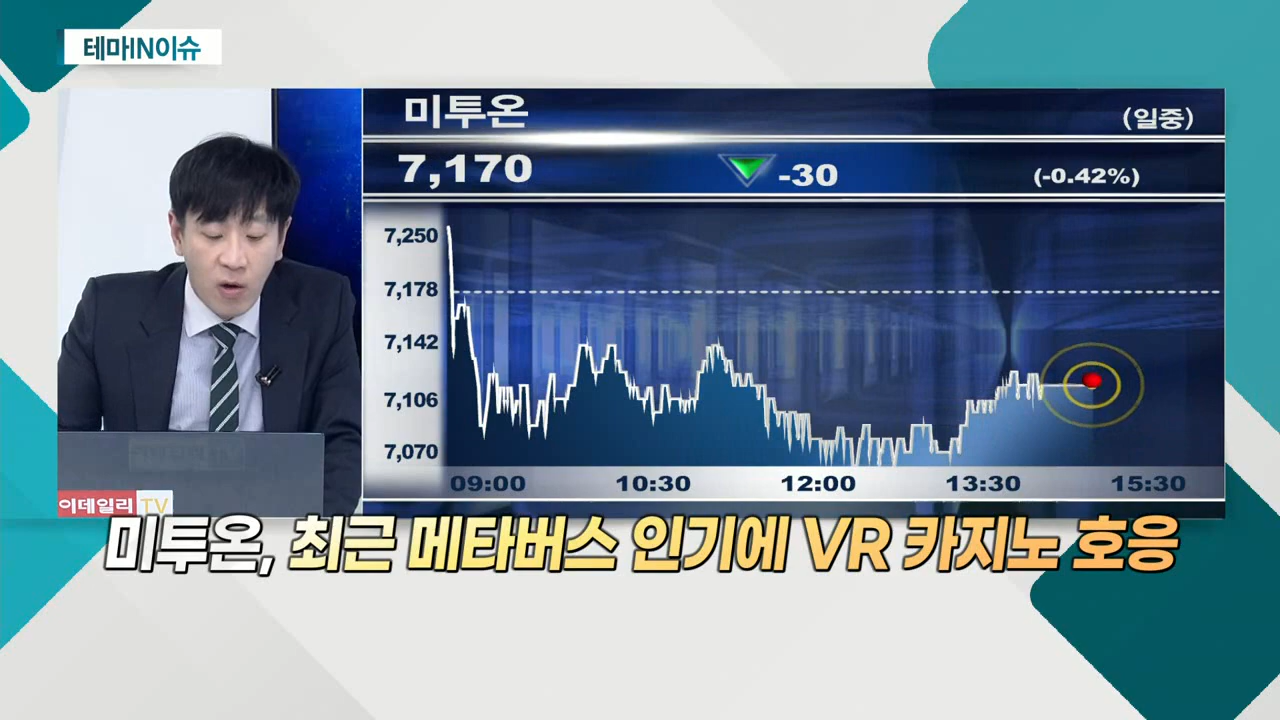 테마IN이슈
미투온
(일중)
7,170 -30 (-0.42%)
7,250
7,178
7,142
7,106
7,070
09:00 10:30 12:00 13:30 15:30
이데일리 TV
미투온, 최근 메타버스 인기에 VR 카지노 호응